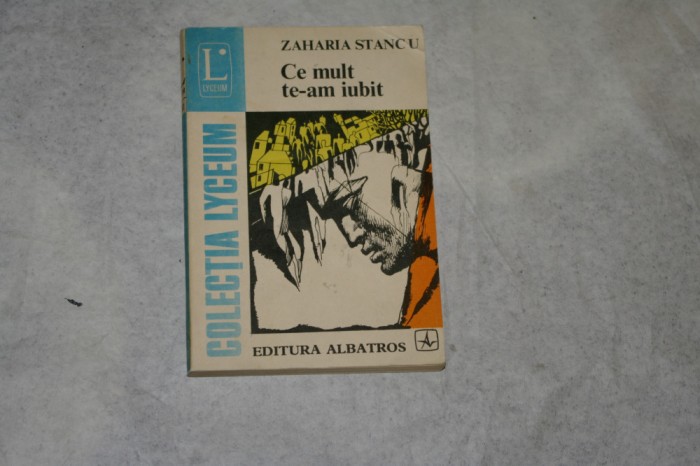 L
LYCEUM
ZAHARIA STANCU
Ce mult
te-am iubit
COLECȚIA LYCEUM
EDITURA ALBATROS